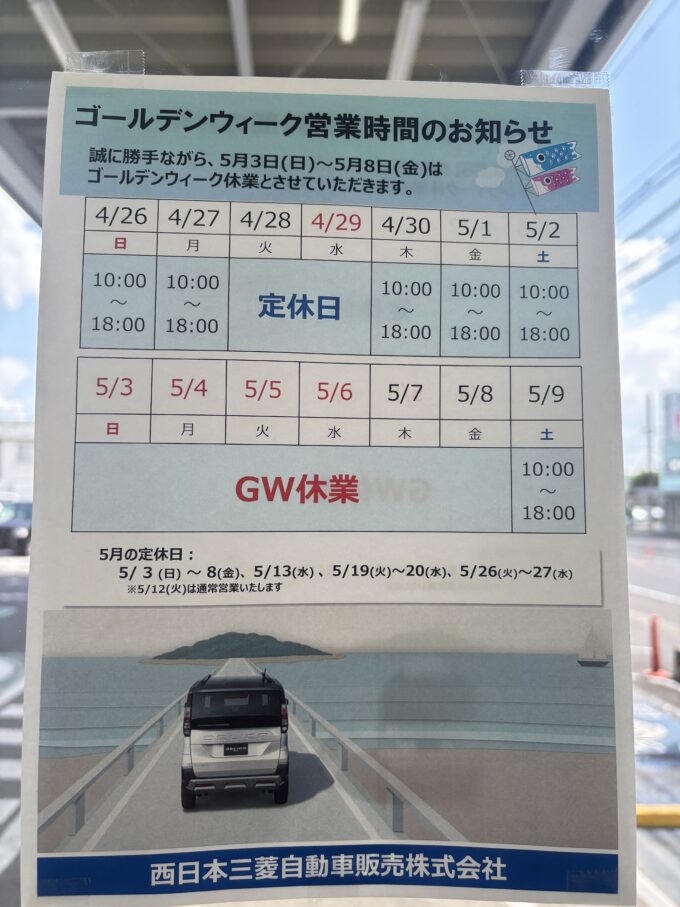 ゴールデンウィーク営業時間のお知らせ
誠に勝手ながら、5月3日(日)～5月8日(金)は
ゴールデンウィーク休業とさせていただきます。
4/26 4/27 4/28 4/29 4/30 5/1 5/2
日 月 火 水 木 金 土
10:00～18:00 10:00～18:00 定休日 10:00～18:00 10:00～18:00 10:00～18:00
5/3 5/4 5/5 5/6 5/7 5/8 5/9
日 月 火 水 木 金 土
GW休業 10:00～18:00
5月の定休日：
5/ 3 (日) ～ 8(金)、5/13(水) 、5/19(火)～20(水)、5/26(火)～27(水)
※5/12(火)は通常営業いたします
DELICA
西日本三菱自動車販売株式会社